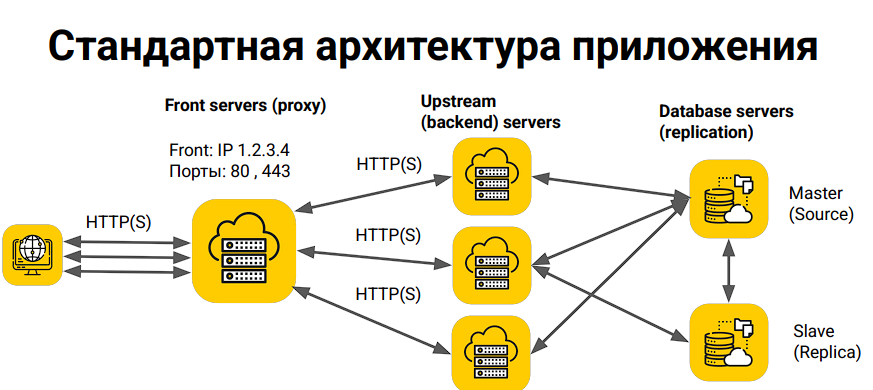 Стандартная архитектура приложения
Front servers (proxy)
Front: IP 1.2.3.4
Порты: 80 , 443
Upstream
(backend) servers
Database servers
(replication)
HTTP(S)
HTTP(S)
HTTP(S)
HTTP(S)
Master
(Source)
Slave
(Replica)